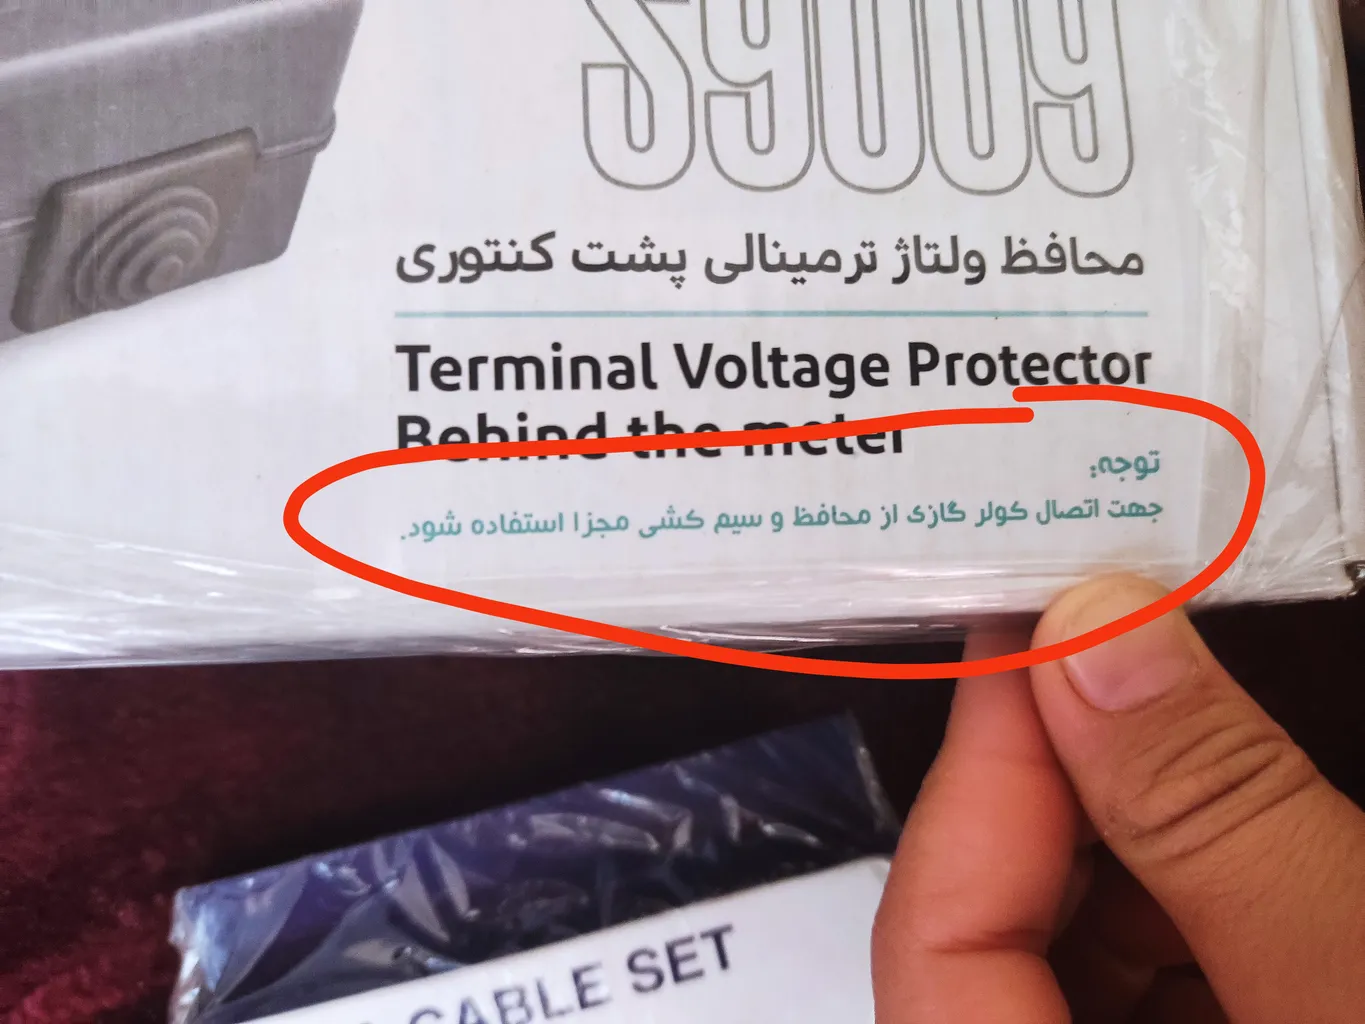 S9009
محافظ ولتاژ ترمینالی پشت کنتوری
Terminal Voltage Protector
Behind the meter
توجه:
جهت اتصال کولر گازی از محافظ و سیم کشی مجزا استفاده شود.
CABLE SET